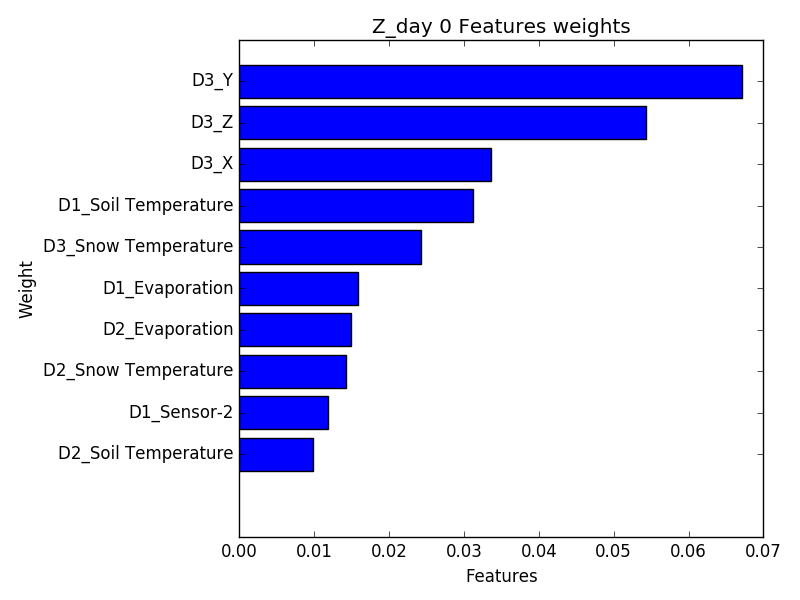 Z_day 0 Features weights
D3_Y
D3_Z
D3_X
D1_Soil Temperature
D3_Snow Temperature
D1_Evaporation
D2_Evaporation
D2_Snow Temperature
D1_Sensor-2
D2_Soil Temperature
Weight
0.00 0.01 0.02 0.03 0.04 0.05 0.06 0.07
Features